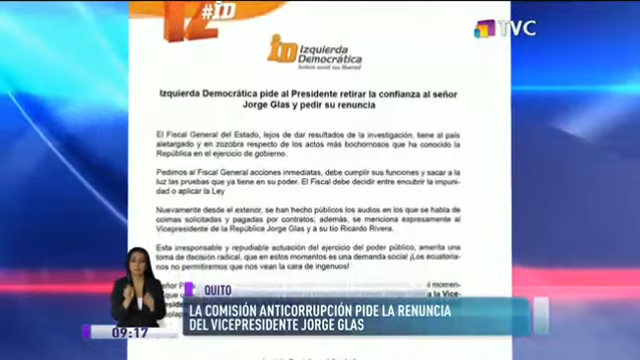 12
#iD
TVC
iD Izquierda
Democrática
Justicia social con libertad
Izquierda Democrática pide al Presidente retirar la confianza al señor
Jorge Glas y pedir su renuncia
El Fiscal General del Estado, lejos de dar resultados de la investigación, tiene al país
aletargado y en zozobra respecto de los actos más bochornosos que ha conocido la
República en el ejercicio de gobierno.
Pedimos al Fiscal General acciones inmediatas, debe cumplir sus funciones y sacar a la
luz las pruebas que ya tiene en su poder. El Fiscal debe decidir entre encubrir la impuni-
dad o aplicar la Ley
Nuevamente desde el exterior, se han hecho públicos los audios en los que se habla de
coimas solicitadas y pagadas por contratos; además, se menciona expresamente al
Vicepresidente de la República Jorge Glas y a su tío Ricardo Rivera.
Esta irresponsable y repudiable actuación del ejercicio del poder público, amerita una
toma de decisión radical, que en estos momentos es una demanda social ¡Los ecuatoria-
nos no permitiremos que nos vean la cara de ingenuos!
Señor
QUITO
LA COMISIÓN ANTICORRUPCIÓN PIDE LA RENUNCIA
DEL VICEPRESIDENTE JORGE GLAS
09:17